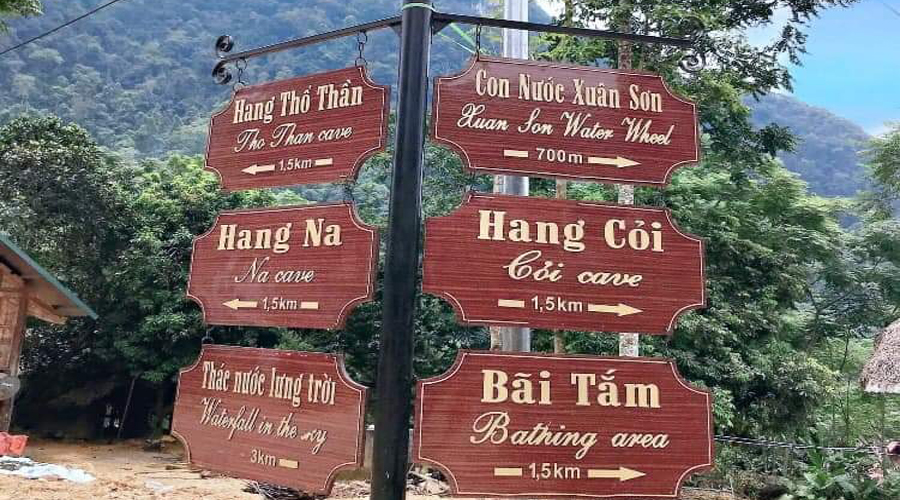 Hang Thổ Thần
Tho Than cave
1,5km
Hang Na
Na cave
1,5km
Thác nước lưng trời
Waterfall in the
3km
Con Nước Xuân Sơn
Xuan Son Water Wheel
700m
Hang Cỏi
Cỏi cave
1,5km
Bãi Tắm
Bathing area
1,5km